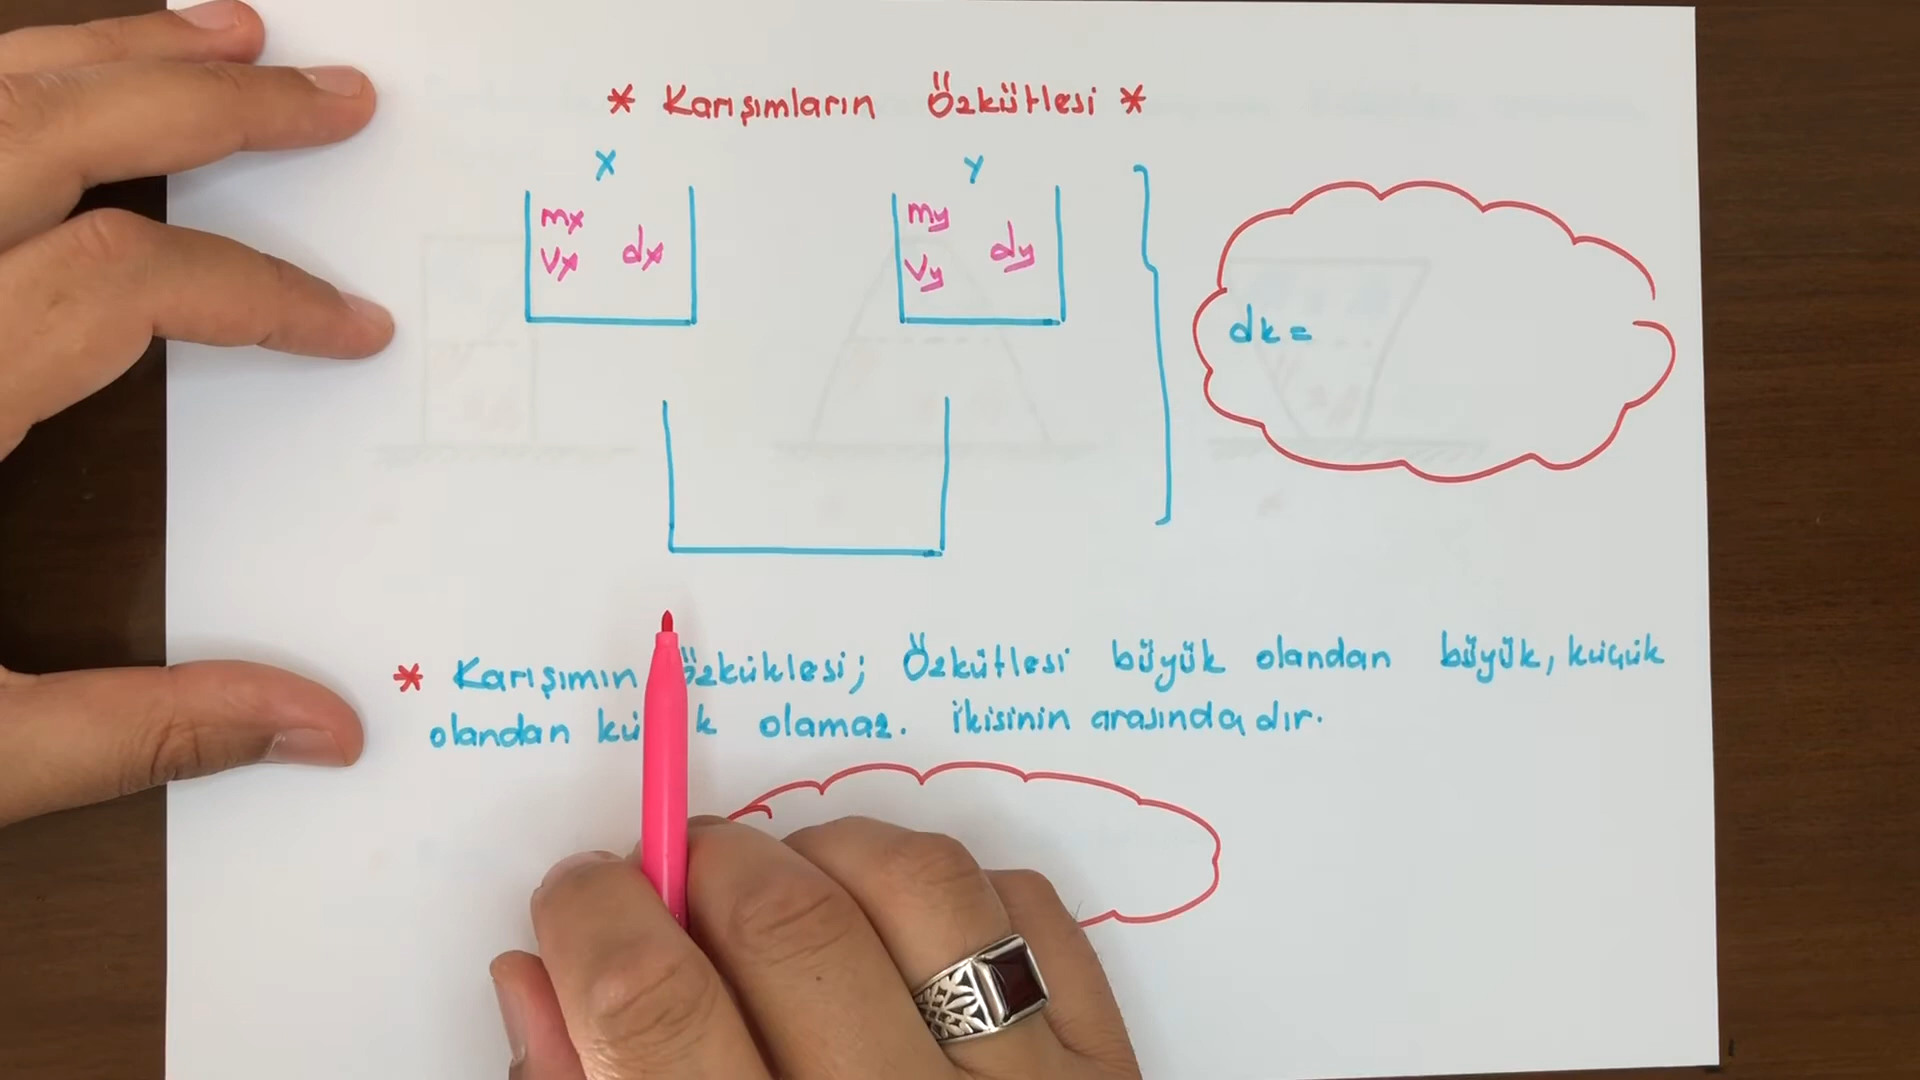 * Karışımların Özkütlesi *
X
Y
mx
Vx
dx
my
Vy
dy
dk =
* Karışımın özküklesi; Özkütlesi büyük olandan büyük, küçük
olandan olamaz. İkisinin arasındadır.